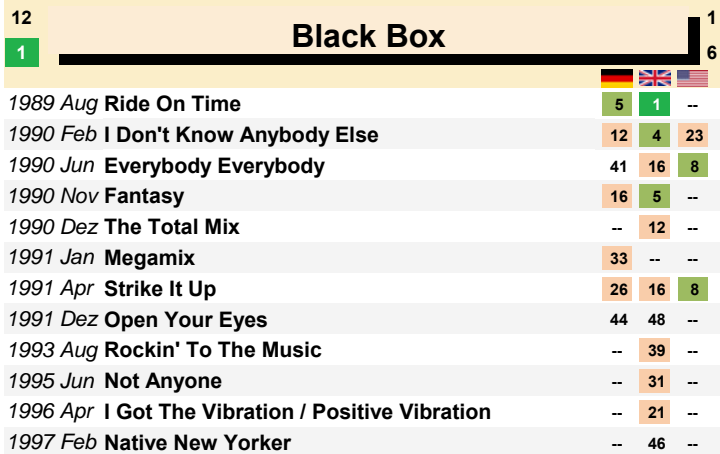 12 Black Box 1
1 6
1989 Aug Ride On Time 5 1 --
1990 Feb I Don't Know Anybody Else 12 4 23
1990 Jun Everybody Everybody 41 16 8
1990 Nov Fantasy 16 5 --
1990 Dez The Total Mix -- 12 --
1991 Jan Megamix 33 -- --
1991 Apr Strike It Up 26 16 8
1991 Dez Open Your Eyes 44 48 --
1993 Aug Rockin' To The Music -- 39 --
1995 Jun Not Anyone -- 31 --
1996 Apr I Got The Vibration / Positive Vibration -- 21 --
1997 Feb Native New Yorker -- 46 --